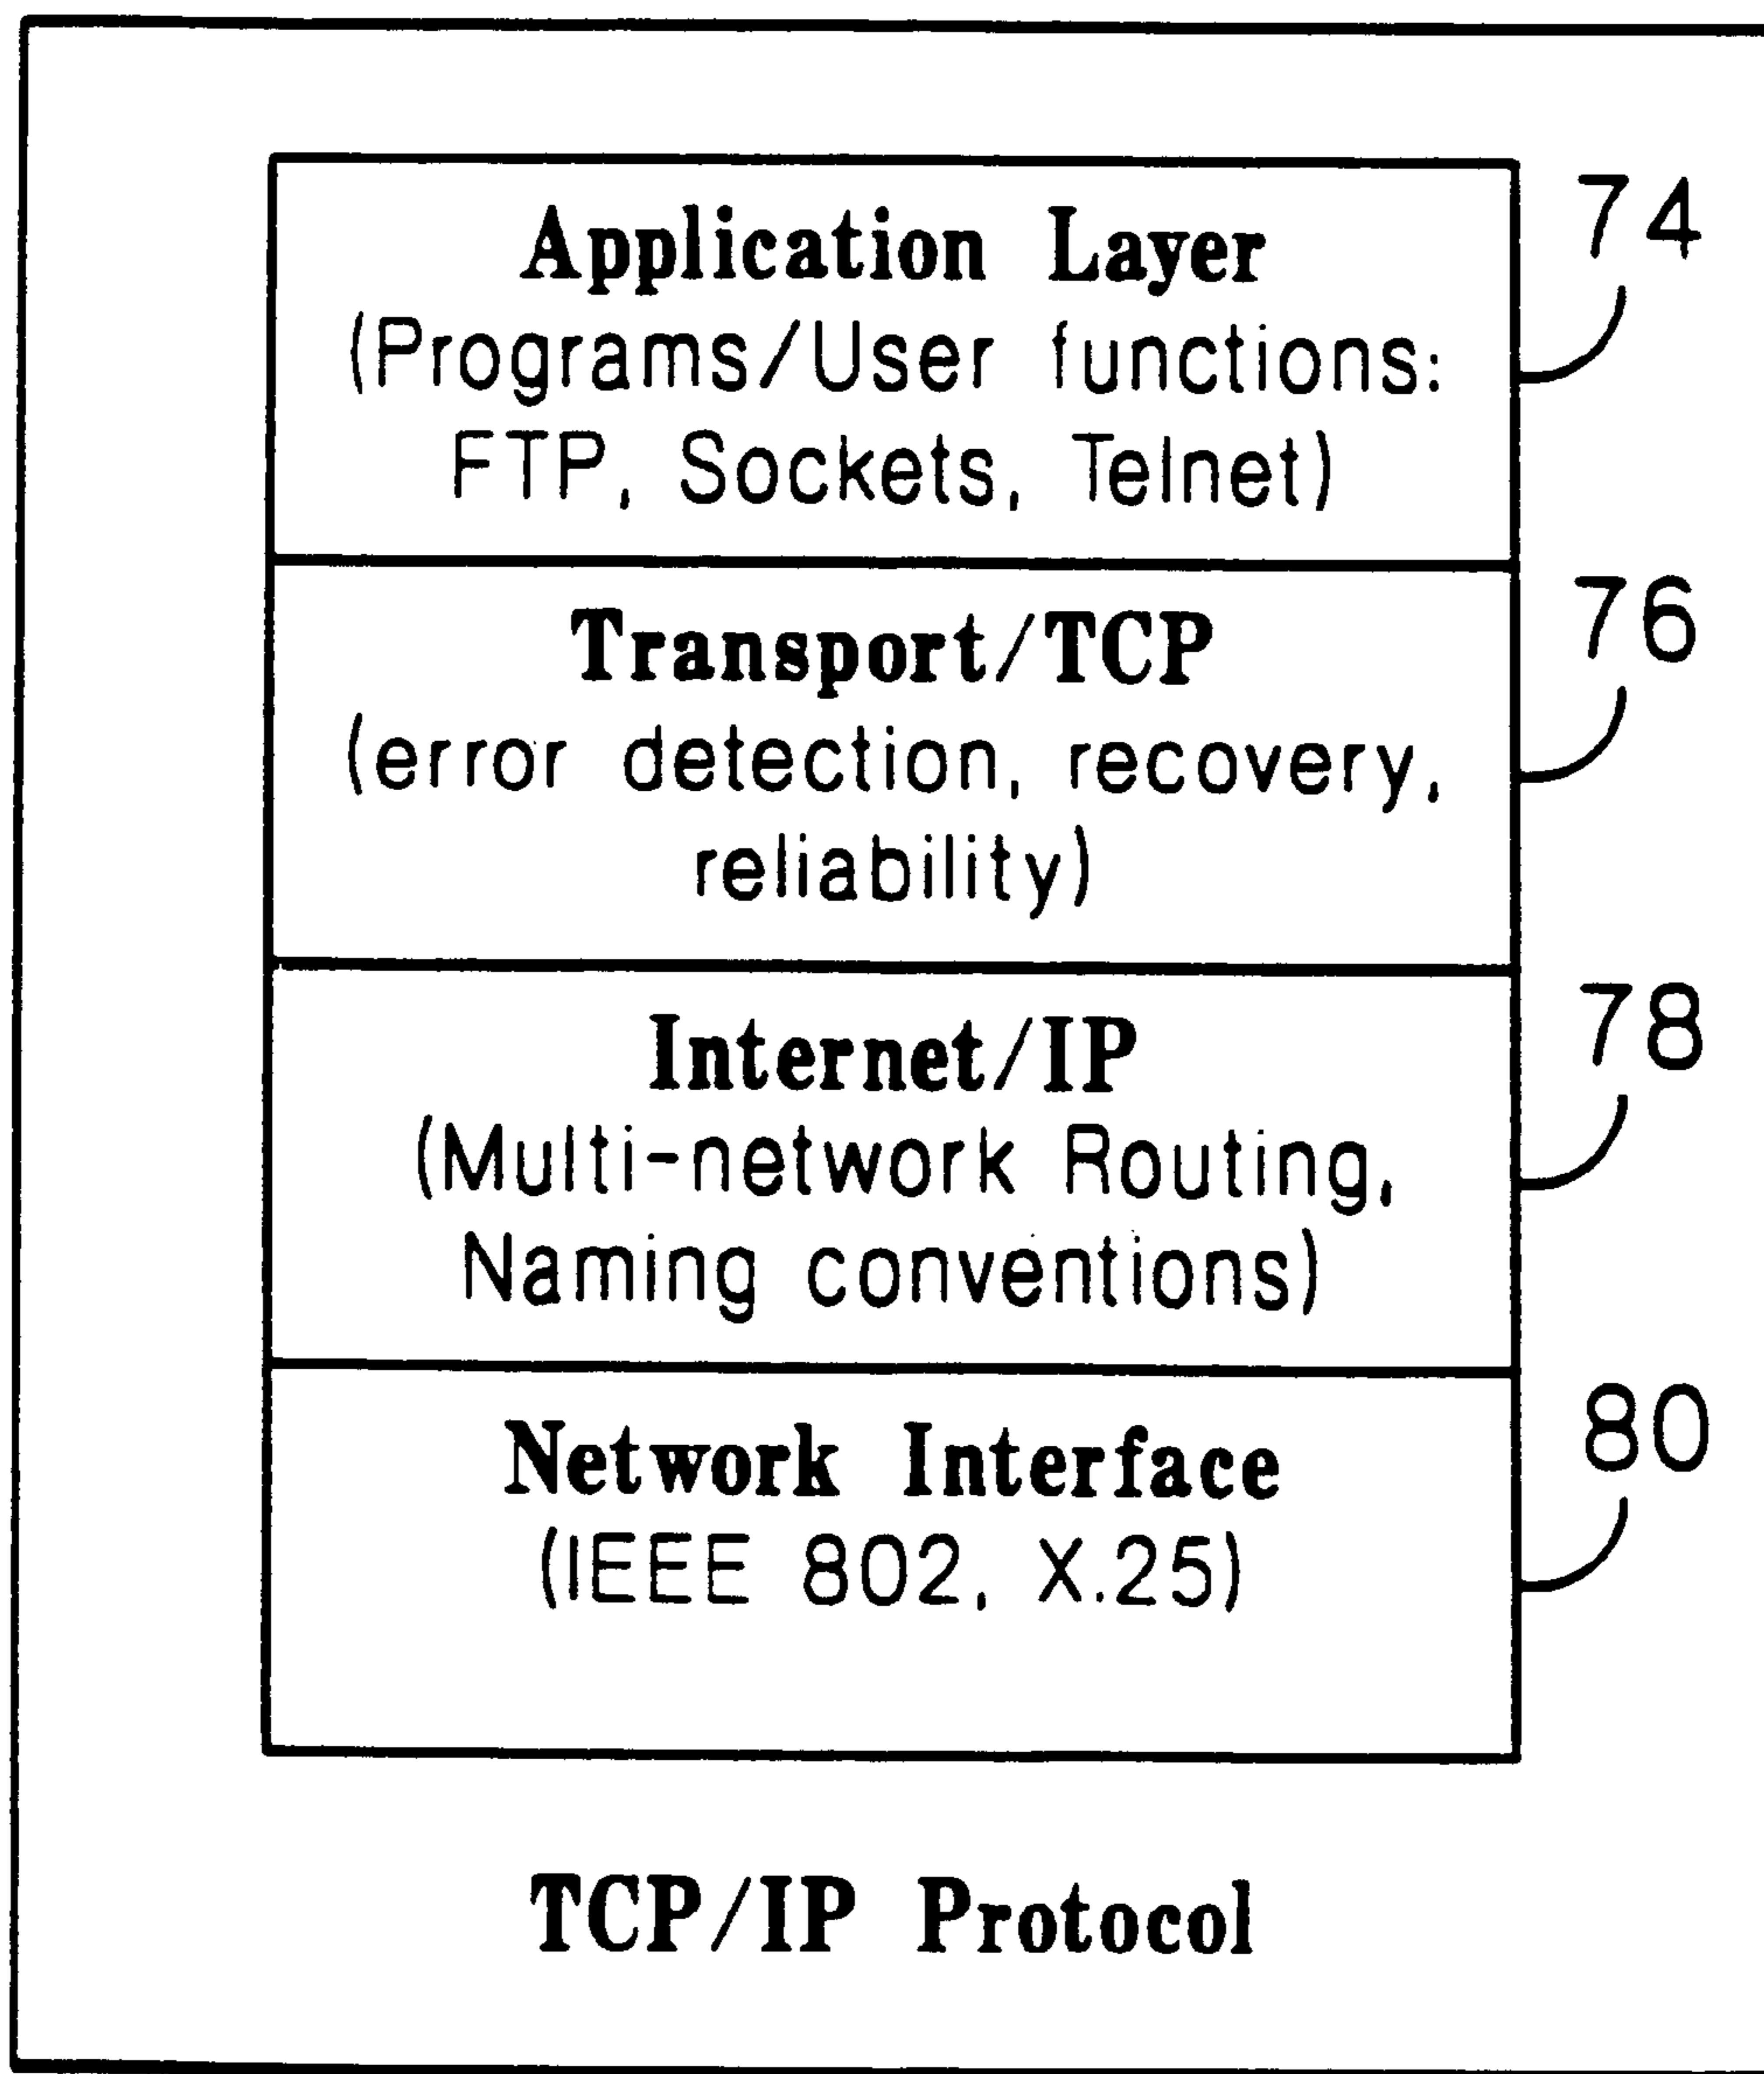 Application Layer
74
(Programs/User functions:
FTP, Sockets, Telnet)
Transport/TCP
76
(error detection, recovery,
reliability)
Internet/IP
78
(Multi-network Routing,
Naming conventions)
Network Interface
80
(IEEE 802, X.25)
TCP/IP Protocol